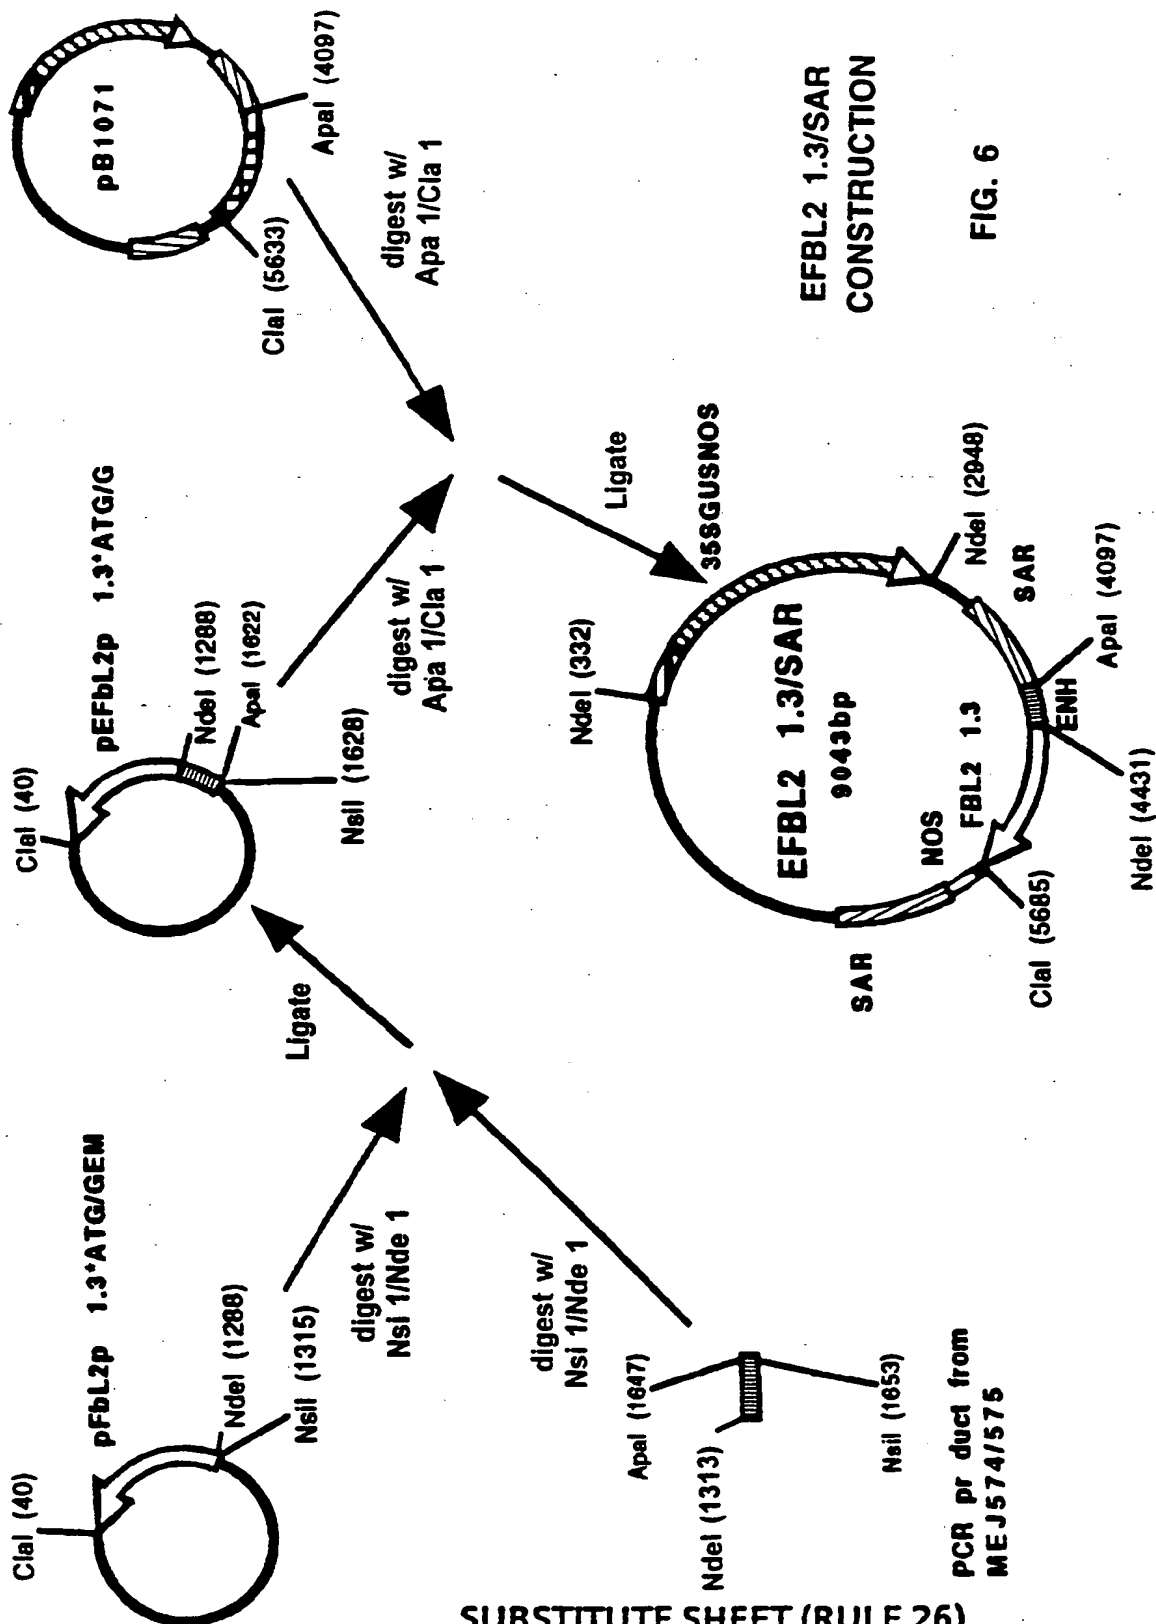 ClaI (40)
pFbL2p 1.3*ATG/GEM
NdeI (1288)
NsiI (1315)
digest w/
Nsi 1/Nde 1
ApaI (1647)
NdeI (1313)
NsiI (1653)
PCR pr duct from
MEJ574/575
digest w/
Nsi 1/Nde 1
Ligate
ClaI (40)
pEFbL2p 1.3*ATG/G
NdeI (1288)
ApaI (1622)
NsiI (1628)
digest w/
Apa 1/Cla 1
pB1071
ApaI (4097)
ClaI (5633)
digest w/
Apa 1/Cla 1
Ligate
35SGUSNOS
NdeI (332)
NdeI (2948)
SAR
ApaI (4097)
ENH
NdeI (4431)
FBL2 1.3
NOS
ClaI (5685)
SAR
EFBL2 1.3/SAR
9043bp
EFBL2 1.3/SAR
CONSTRUCTION
FIG. 6
SUBSTITUTE SHEET (RULE 26)